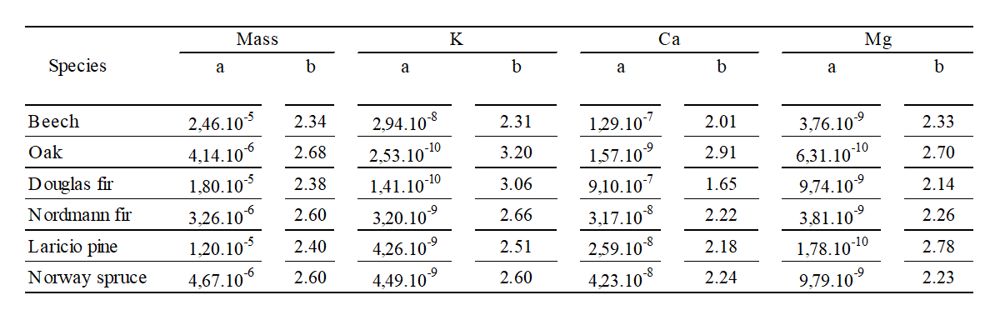 Mass K Ca Mg
Species a b a b a b a b
Beech 2,46.10-5 2.34 2,94.10-8 2.31 1,29.10-7 2.01 3,76.10-9 2.33
Oak 4,14.10-6 2.68 2,53.10-10 3.20 1,57.10-9 2.91 6,31.10-10 2.70
Douglas fir 1,80.10-5 2.38 1,41.10-10 3.06 9,10.10-7 1.65 9,74.10-9 2.14
Nordmann fir 3,26.10-6 2.60 3,20.10-9 2.66 3,17.10-8 2.22 3,81.10-9 2.26
Laricio pine 1,20.10-5 2.40 4,26.10-9 2.51 2,59.10-8 2.18 1,78.10-10 2.78
Norway spruce 4,67.10-6 2.60 4,49.10-9 2.60 4,23.10-8 2.24 9,79.10-9 2.23